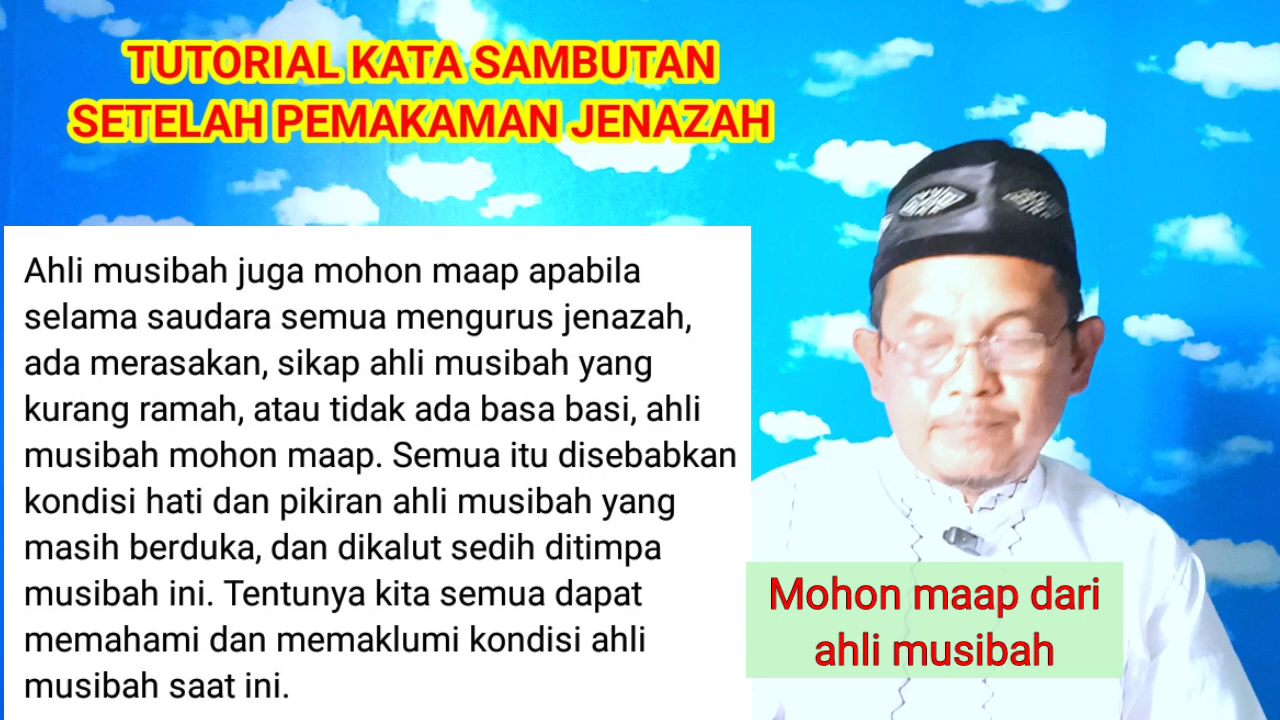 TUTORIAL KATA SAMBUTAN
SETELAH PEMAKAMAN JENAZAH
Ahli musibah juga mohon maap apabila
selama saudara semua mengurus jenazah,
ada merasakan, sikap ahli musibah yang
kurang ramah, atau tidak ada basa basi, ahli
musibah mohon maap. Semua itu disebabkan
kondisi hati dan pikiran ahli musibah yang
masih berduka, dan dikalut sedih ditimpa
musibah ini. Tentunya kita semua dapat
memahami dan memaklumi kondisi ahli
musibah saat ini.
Mohon maap dari
ahli musibah